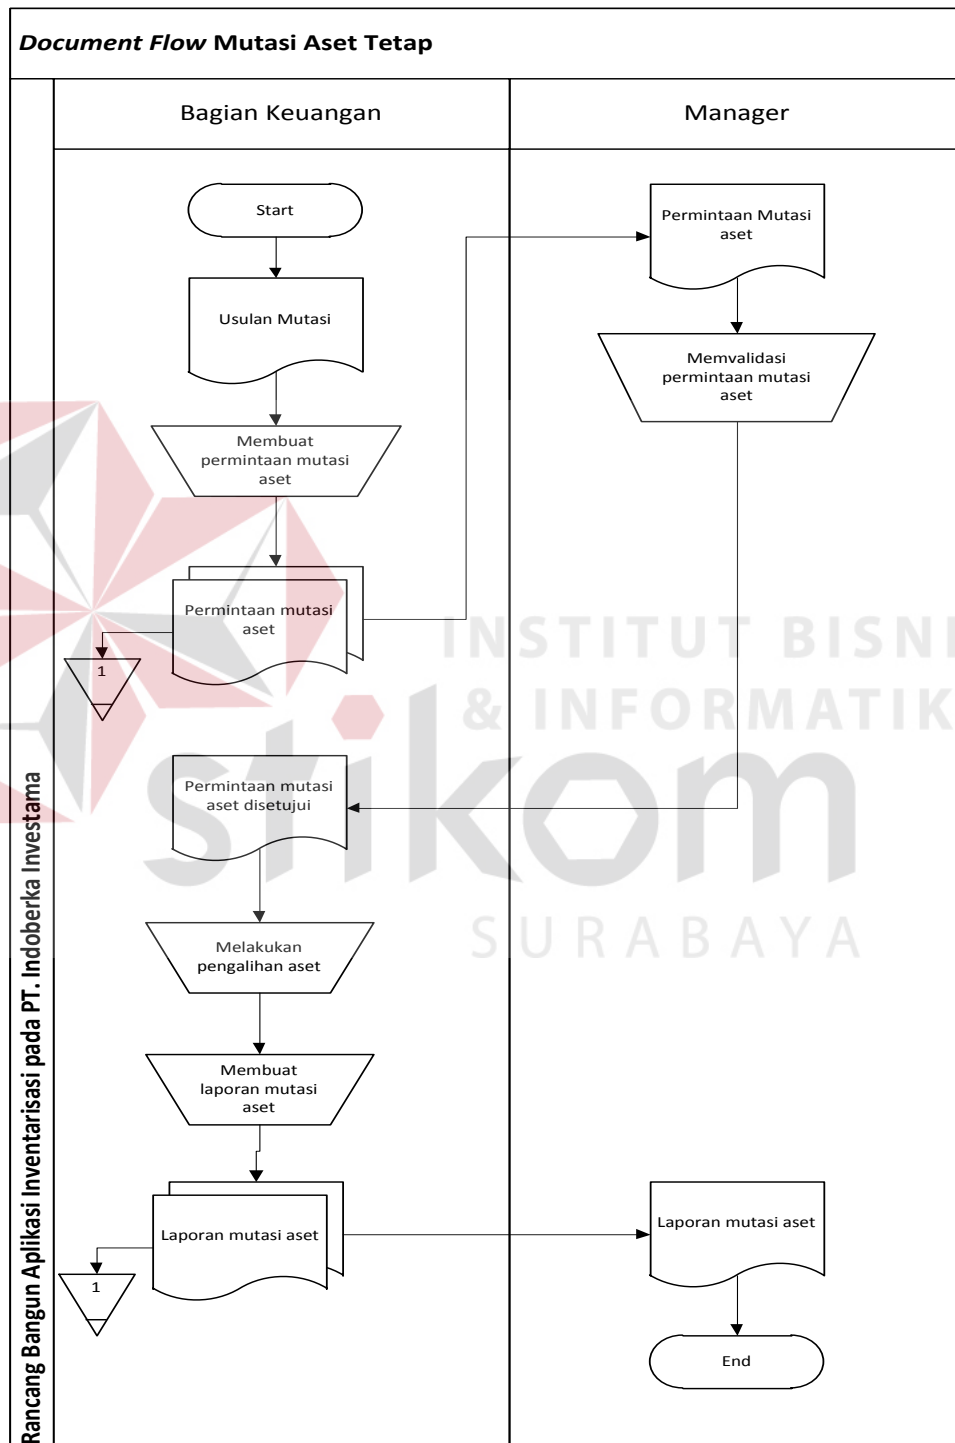 Document Flow Mutasi Aset Tetap
Rancang Bangun Aplikasi Inventarisasi pada PT. Indoberka Investama
Bagian Keuangan
Manager
Start
Usulan Mutasi
Membuat
permintaan mutasi
aset
Permintaan mutasi
aset
1
Permintaan Mutasi
aset
Memvalidasi
permintaan mutasi
aset
Permintaan mutasi
aset disetujui
Melakukan
pengalihan aset
Membuat
laporan mutasi
aset
Laporan mutasi aset
1
Laporan mutasi aset
End
INSTITUT BISNI
& INFORMATIK
stikom
SURABAYA